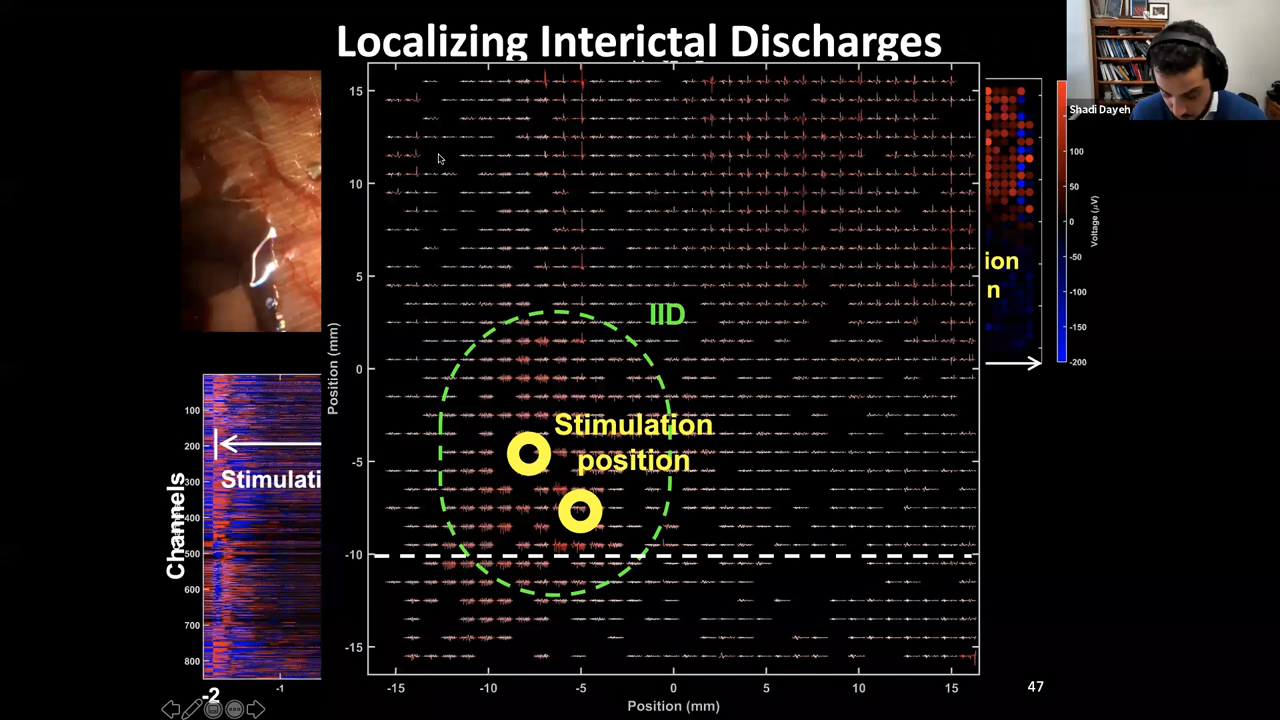 Localizing Interictal Discharges
Shadi Dayeh
15
10
5
0
-5
-10
-15
Position (mm)
IID
Stimulation
position
-15
-10
-5
0
5
10
15
Position (mm)
100
50
0
-50
-100
-150
-200
Voltage (µV)
ion
n
100
200
300
400
500
600
700
800
Channels
Stimulati
-2
-1
47